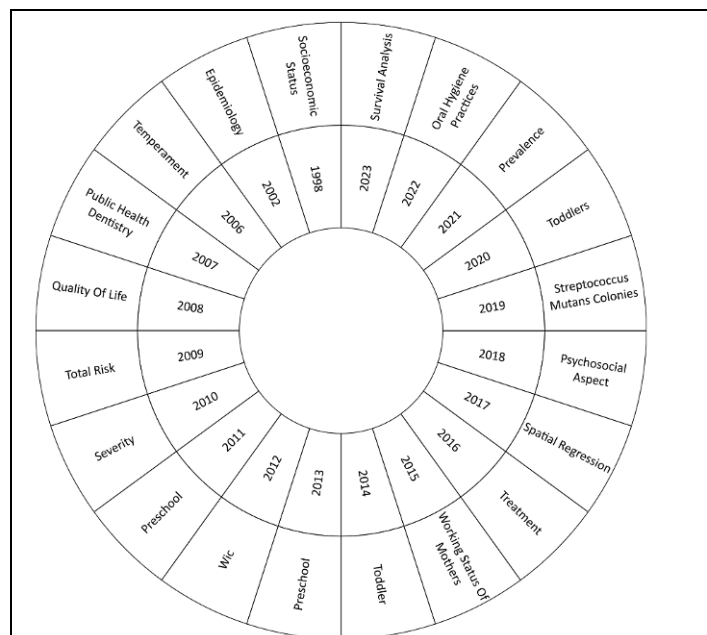 Survival Analysis
2023
Oral Hygiene
Practices
2022
Prevalence
2021
Toddlers
2020
Streptococcus
Mutans Colonies
2019
Psychosocial
Aspect
2018
Spatial Regression
2017
Treatment
2016
Working Status Of
Mothers
2015
Toddler
2014
Preschool
2013
Wic
2012
Preschool
2011
Severity
2010
Total Risk
2009
Quality Of Life
2008
Public Health
Dentistry
2007
Temperament
2006
Epidemiology
2002
Socioeconomic
Status
1998